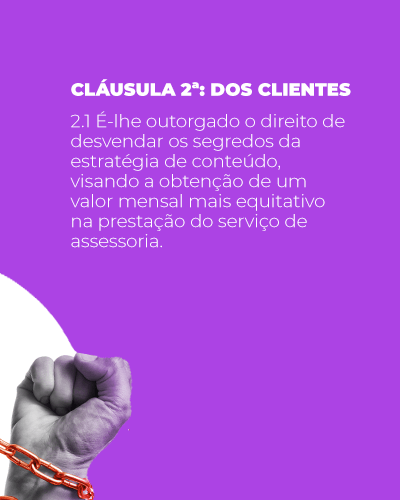 CLÁUSULA 2ª: DOS CLIENTES
2.1 É-lhe outorgado o direito de
desvendar os segredos da
estratégia de conteúdo,
visando a obtenção de um
valor mensal mais equitativo
na prestação do serviço de
assessoria.